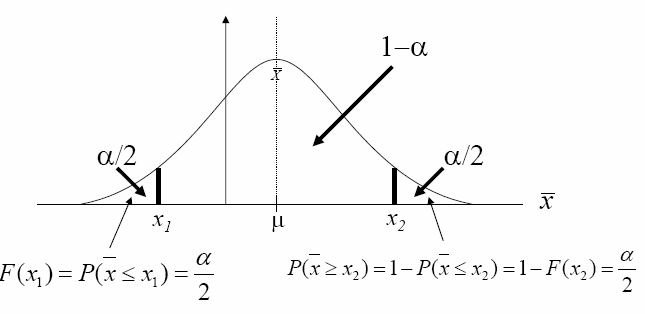 1−α
x̅
α/2
α/2
x̅
x₁
μ
x₂
F(x₁) = P(x̅ ≤ x₁) = α/2
P(x̅ ≥ x₂) = 1 − P(x̅ ≤ x₂) = 1 − F(x₂) = α/2